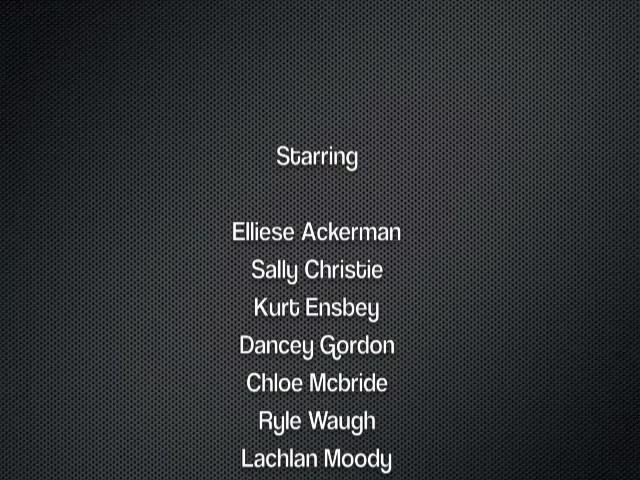 Starring
Elliese Ackerman
Sally Christie
Kurt Ensbey
Dancey Gordon
Chloe Mcbride
Ryle Waugh
Lachlan Moody